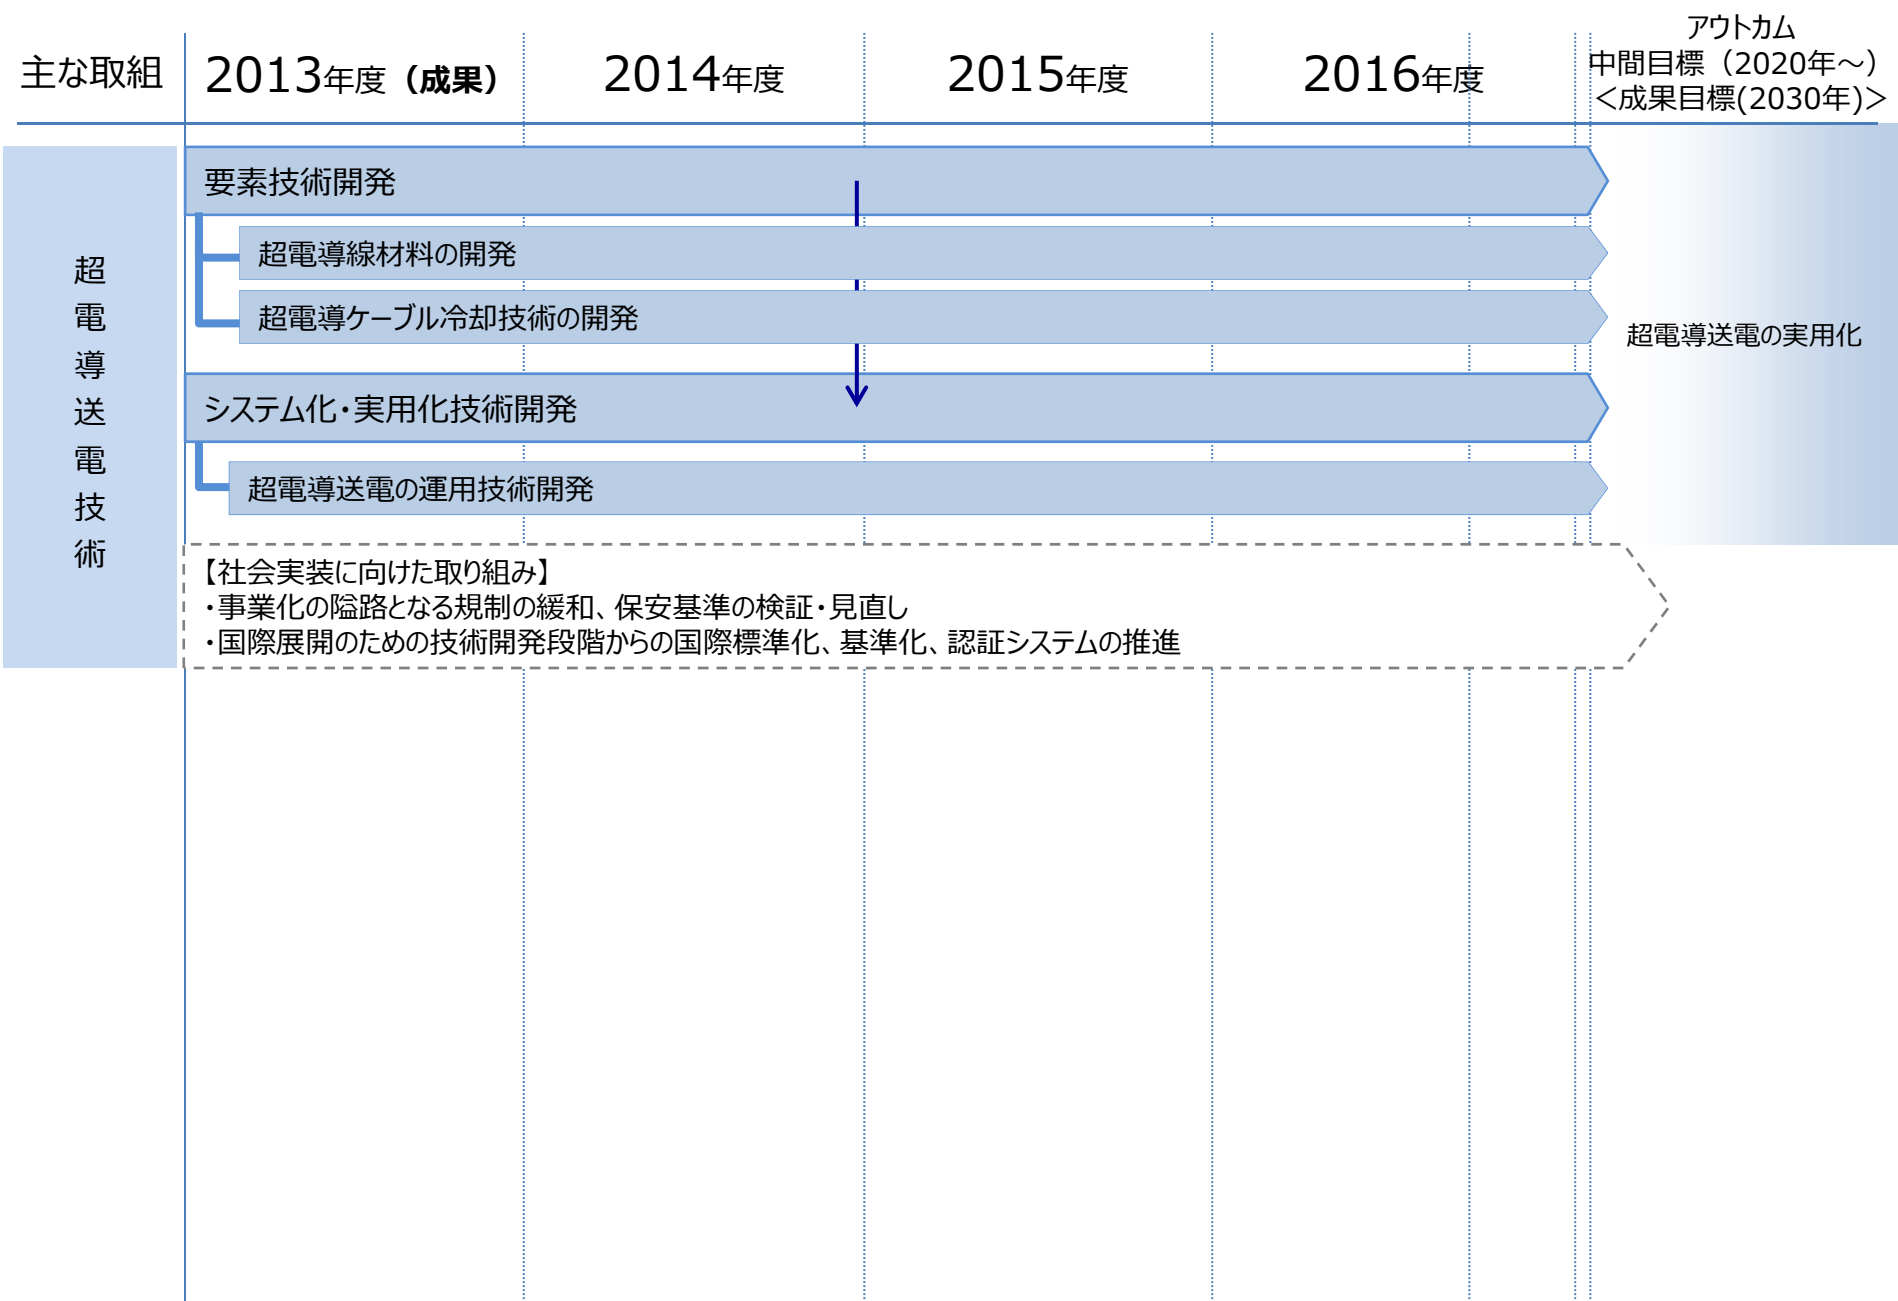 主な取組
2013年度（成果）
2014年度
2015年度
2016年度
アウトカム
中間目標（2020年～）
＜成果目標(2030年)＞
超電導送電技術
要素技術開発
超電導線材料の開発
超電導ケーブル冷却技術の開発
システム化・実用化技術開発
超電導送電の運用技術開発
超電導送電の実用化
【社会実装に向けた取り組み】
・事業化の隘路となる規制の緩和、保安基準の検証・見直し
・国際展開のための技術開発段階からの国際標準化、基準化、認証システムの推進